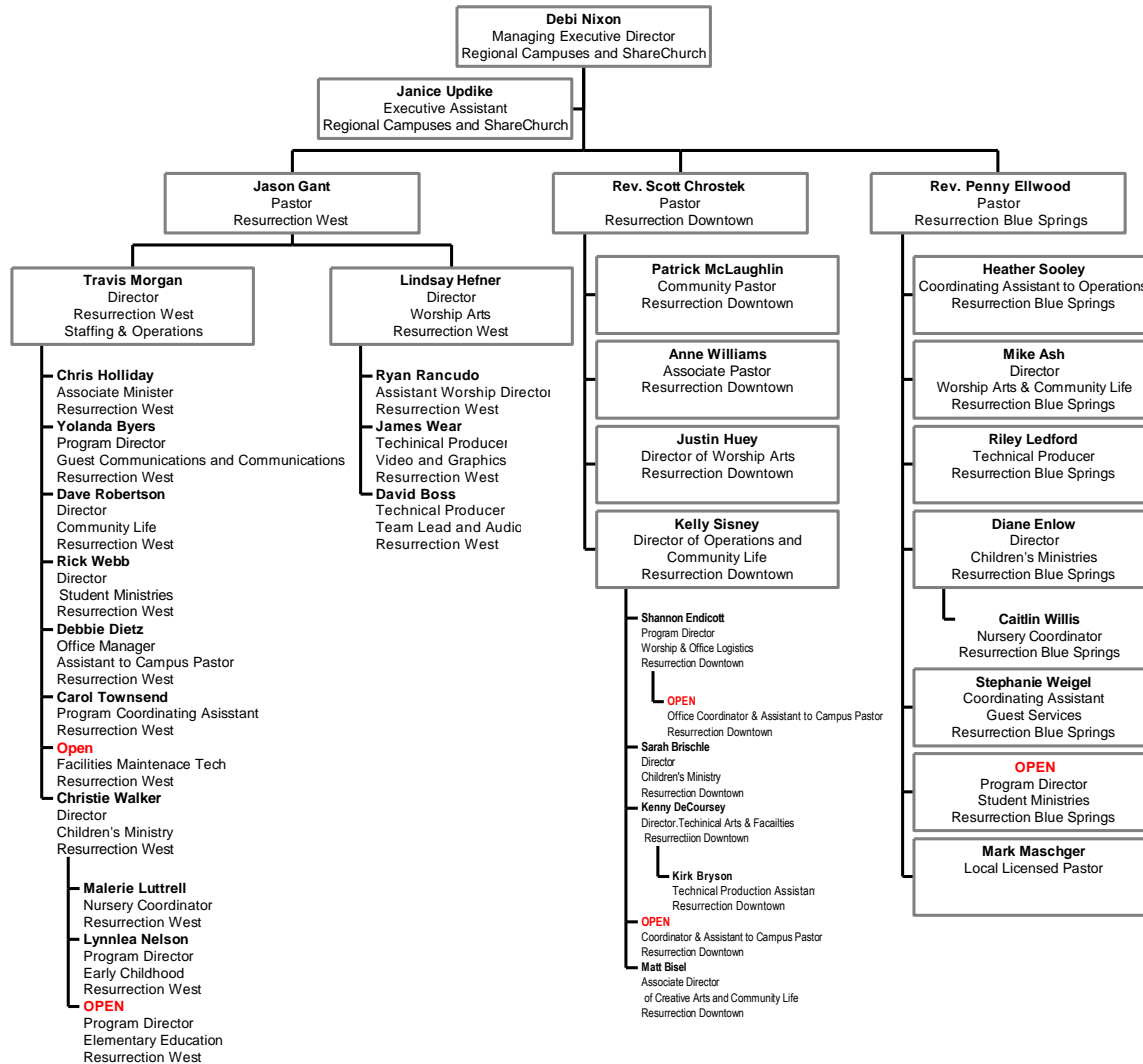 Debi Nixon
Managing Executive Director
Regional Campuses and ShareChurch
Janice Updike
Executive Assistant
Regional Campuses and ShareChurch
Jason Gant
Pastor
Resurrection West
Travis Morgan
Director
Resurrection West
Staffing & Operations
Chris Holliday
Associate Minister
Resurrection West
Yolanda Byers
Program Director
Guest Communications and Communications
Resurrection West
Dave Robertson
Director
Community Life
Resurrection West
Rick Webb
Director
Student Ministries
Resurrection West
Debbie Dietz
Office Manager
Assistant to Campus Pastor
Resurrection West
Carol Townsend
Program Coordinating Asisstant
Resurrection West
Open
Facilities Maintenace Tech
Resurrection West
Christie Walker
Director
Children's Ministry
Resurrection West
Malerie Luttrell
Nursery Coordinator
Resurrection West
Lynnlea Nelson
Program Director
Early Childhood
Resurrection West
OPEN
Program Director
Elementary Education
Resurrection West
Lindsay Hefner
Director
Worship Arts
Resurrection West
Ryan Rancudo
Assistant Worship Director
Resurrection West
James Wear
Techinical Producer
Video and Graphics
Resurrection West
David Boss
Technical Producer
Team Lead and Audio
Resurrection West
Rev. Scott Chrostek
Pastor
Resurrection Downtown
Patrick McLaughlin
Community Pastor
Resurrection Downtown
Anne Williams
Associate Pastor
Resurrection Downtown
Justin Huey
Director of Worship Arts
Resurrection Downtown
Kelly Sisney
Director of Operations and
Community Life
Resurrection Downtown
Shannon Endicott
Program Director
Worship & Office Logistics
Resurrection Downtown
OPEN
Office Coordinator & Assistant to Campus Pastor
Resurrection Downtown
Sarah Brischle
Director
Children's Ministry
Resurrection Downtown
Kenny DeCoursey
Director.Techinical Arts & Facailties
Resurrectiion Downtown
Kirk Bryson
Technical Production Assistant
Resurrection Downtown
OPEN
Coordinator & Assistant to Campus Pastor
Resurrection Downtown
Matt Bisel
Associate Director
of Creative Arts and Community Life
Resurrection Downtown
Rev. Penny Ellwood
Pastor
Resurrection Blue Springs
Heather Sooley
Coordinating Assistant to Operations
Resurrection Blue Springs
Mike Ash
Director
Worship Arts & Community Life
Resurrection Blue Springs
Riley Ledford
Technical Producer
Resurrection Blue Springs
Diane Enlow
Director
Children's Ministries
Resurrection Blue Springs
Caitlin Willis
Nursery Coordinator
Resurrection Blue Springs
Stephanie Weigel
Coordinating Assistant
Guest Services
Resurrection Blue Springs
OPEN
Program Director
Student Ministries
Resurrection Blue Springs
Mark Maschger
Local Licensed Pastor